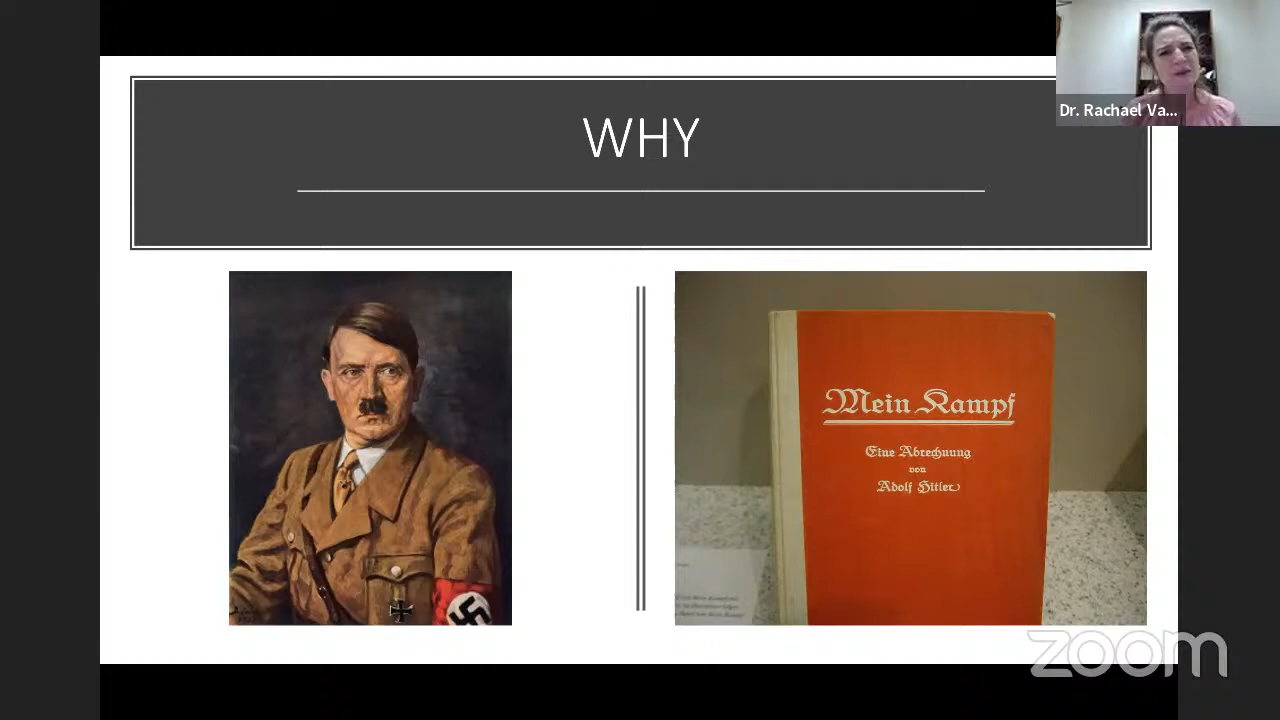 WHY
Dr. Rachael Va...
Mein Kampf
Eine Abrechnung
von
Adolf Hitler
zoom